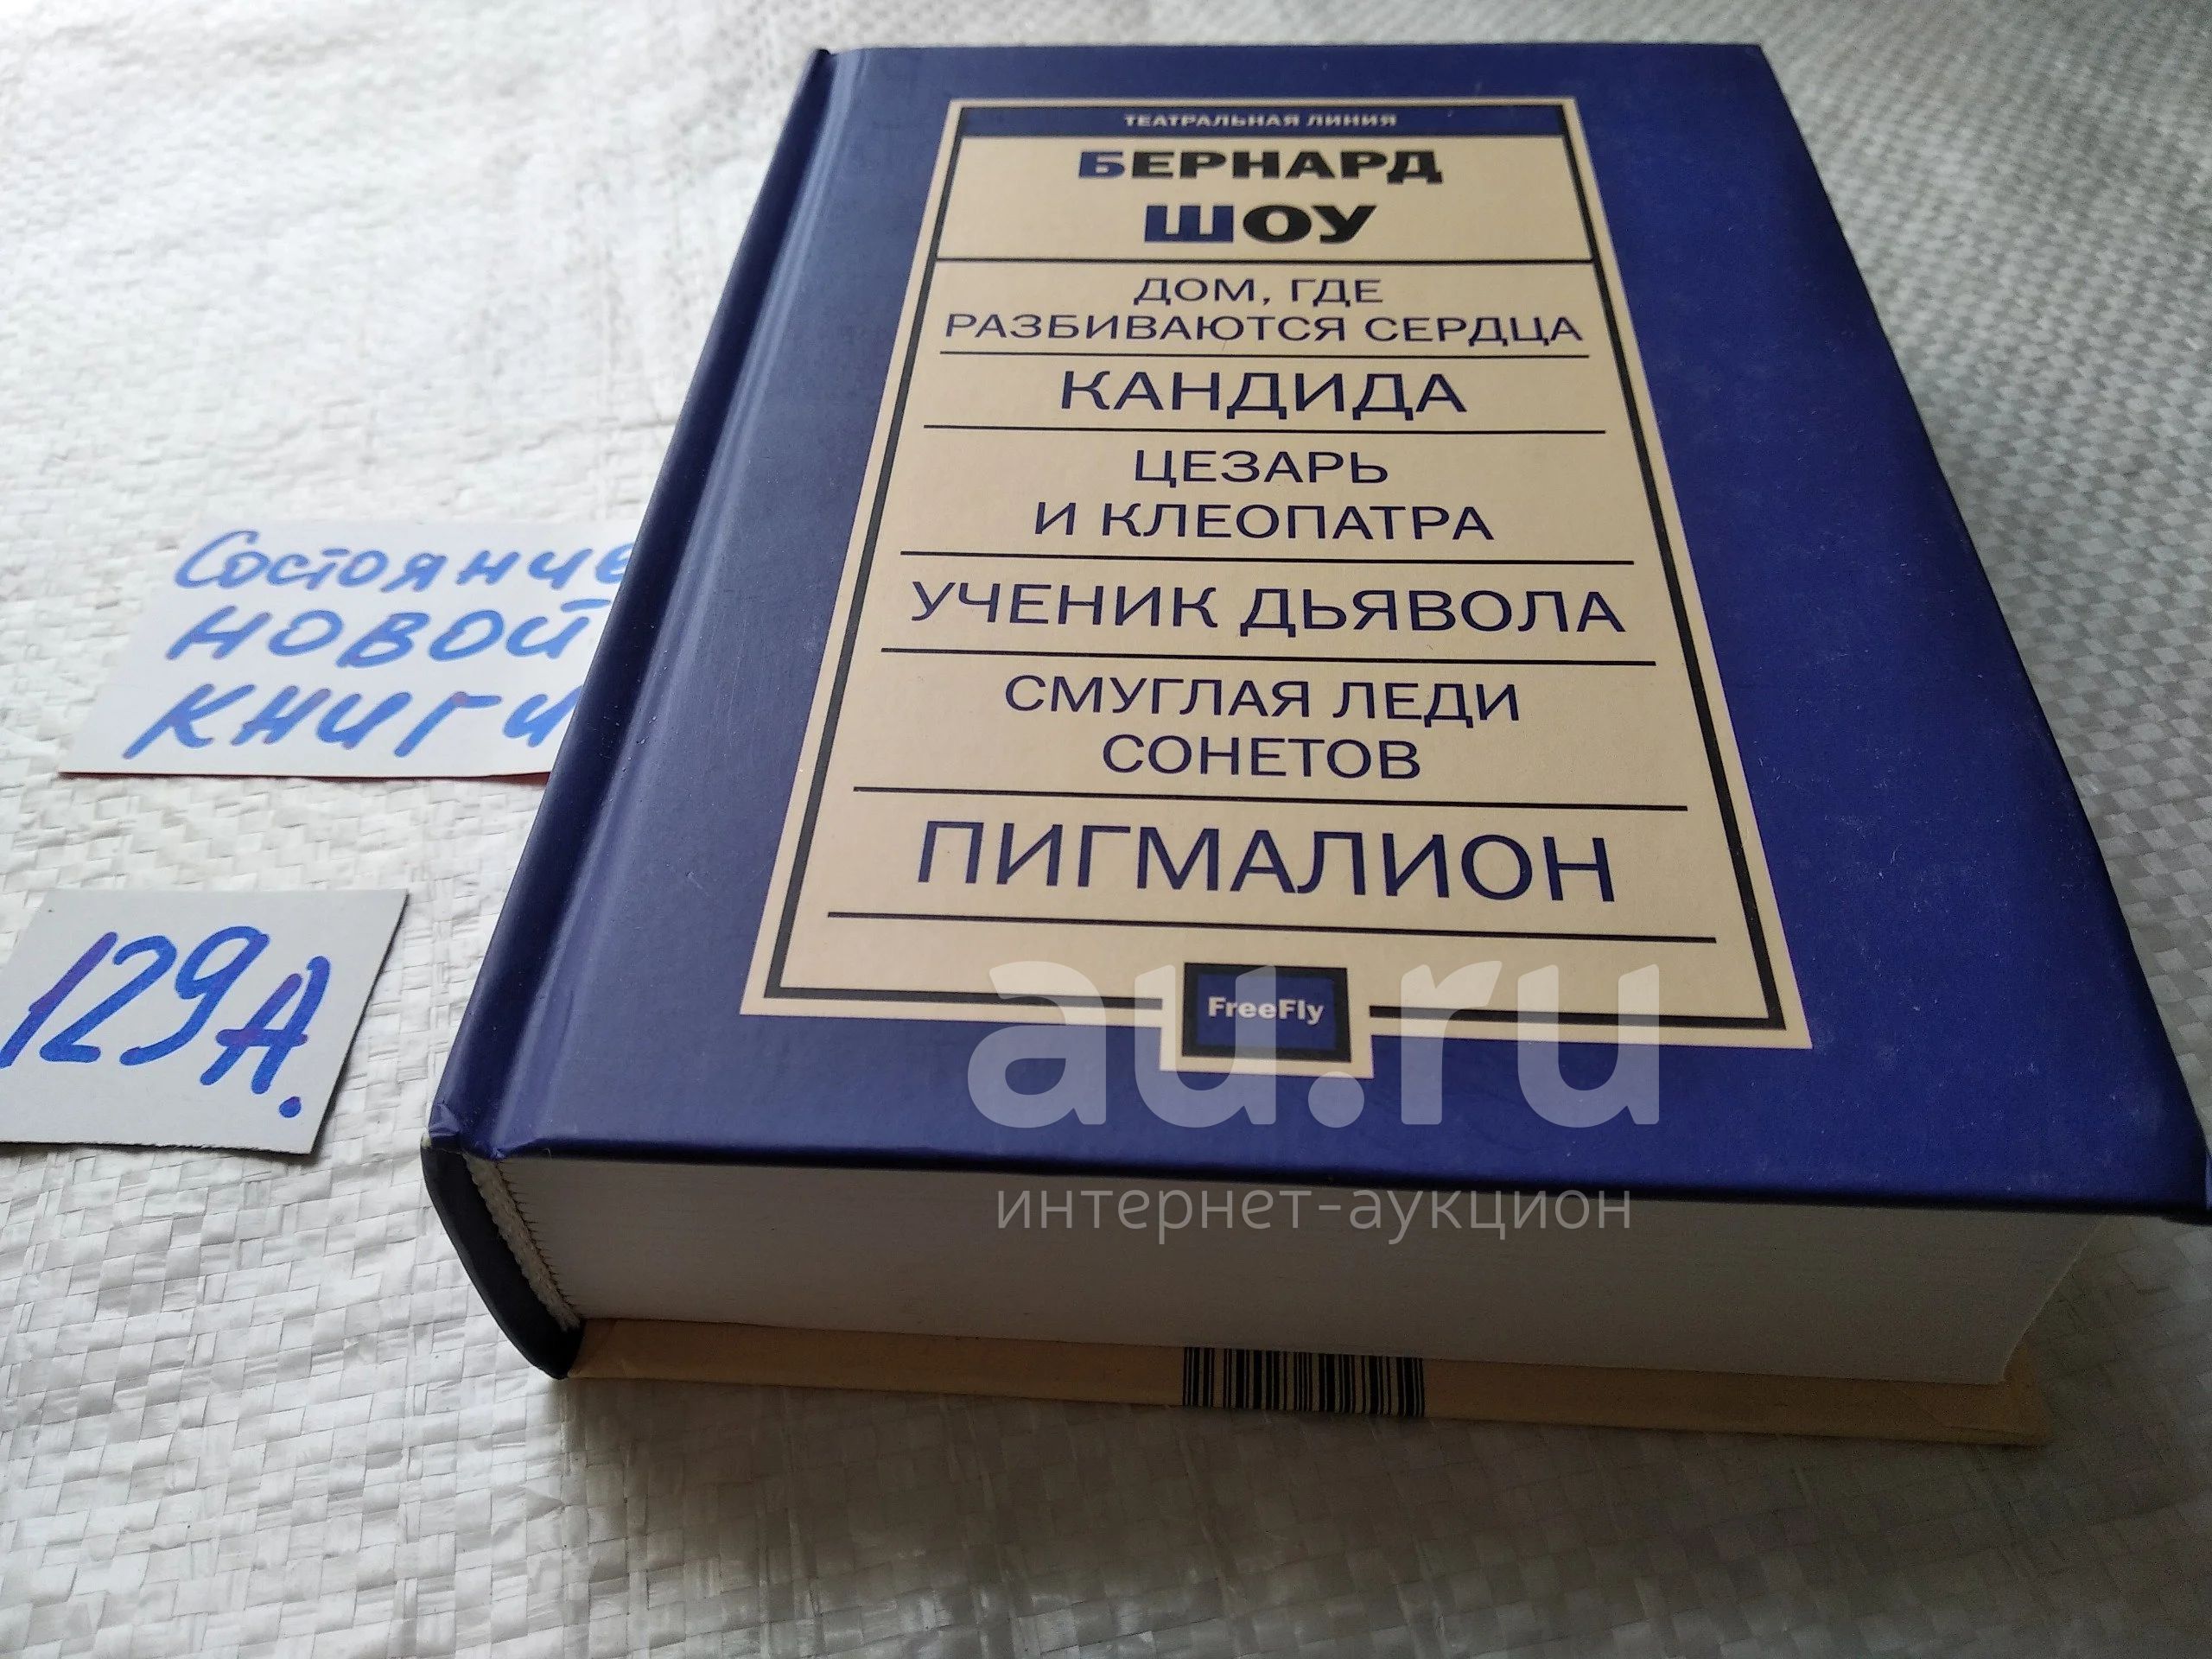 ТЕАТРАЛЬНАЯ ЛИНИЯ
БЕРНАРД
ШОУ
ДОМ, ГДЕ
РАЗБИВАЮТСЯ СЕРДЦА
КАНДИДА
ЦЕЗАРЬ
И КЛЕОПАТРА
УЧЕНИК ДЬЯВОЛА
СМУГЛАЯ ЛЕДИ
СОНЕТОВ
ПИГМАЛИОН
FreeFly
Состояние
новой
книги
129А.
au.ru
интернет-аукцион